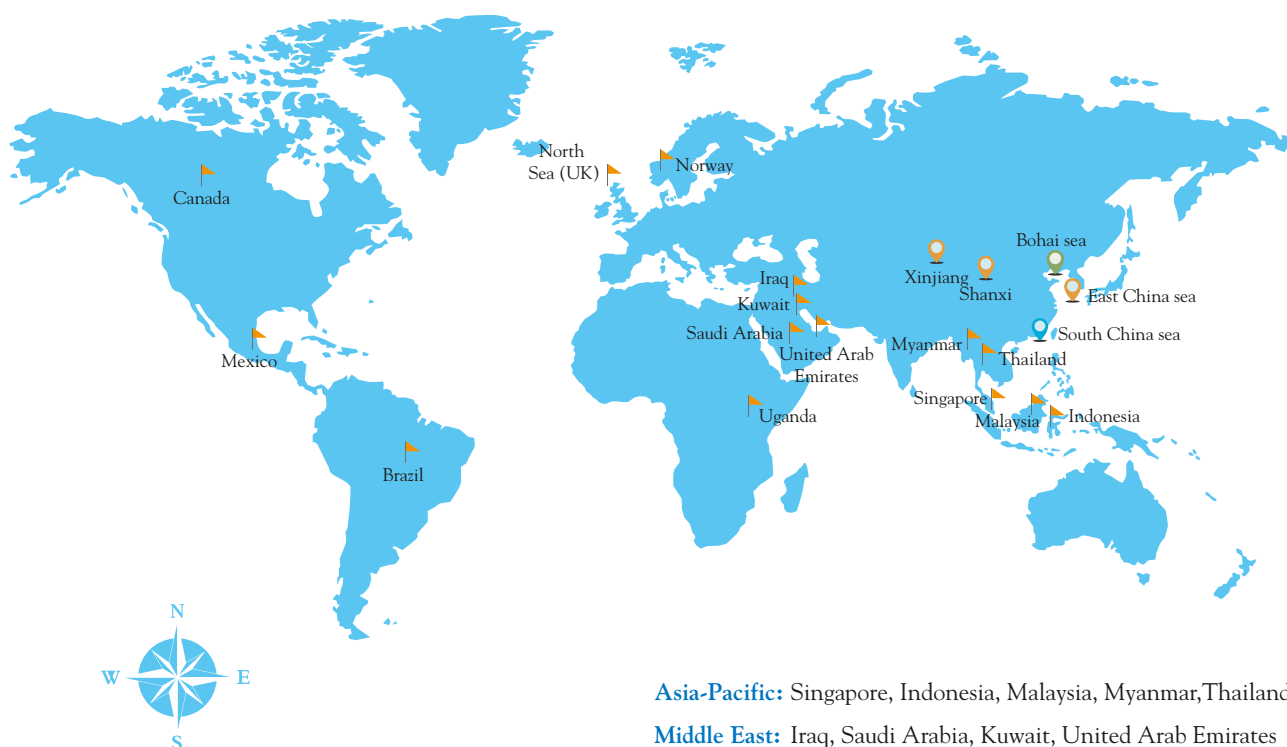 North
Sea (UK)
Norway
Canada
Bohai sea
Xinjiang
Shanxi
Iraq
Kuwait
East China sea
Saudi Arabia
South China sea
Mexico
United Arab
Emirates
Myanmar
Thailand
Singapore
Malaysia
Indonesia
Uganda
Brazil
N
W
E
S
Asia-Pacific: Singapore, Indonesia, Malaysia, Myanmar,Thailand
Middle East: Iraq, Saudi Arabia, Kuwait, United Arab Emirates